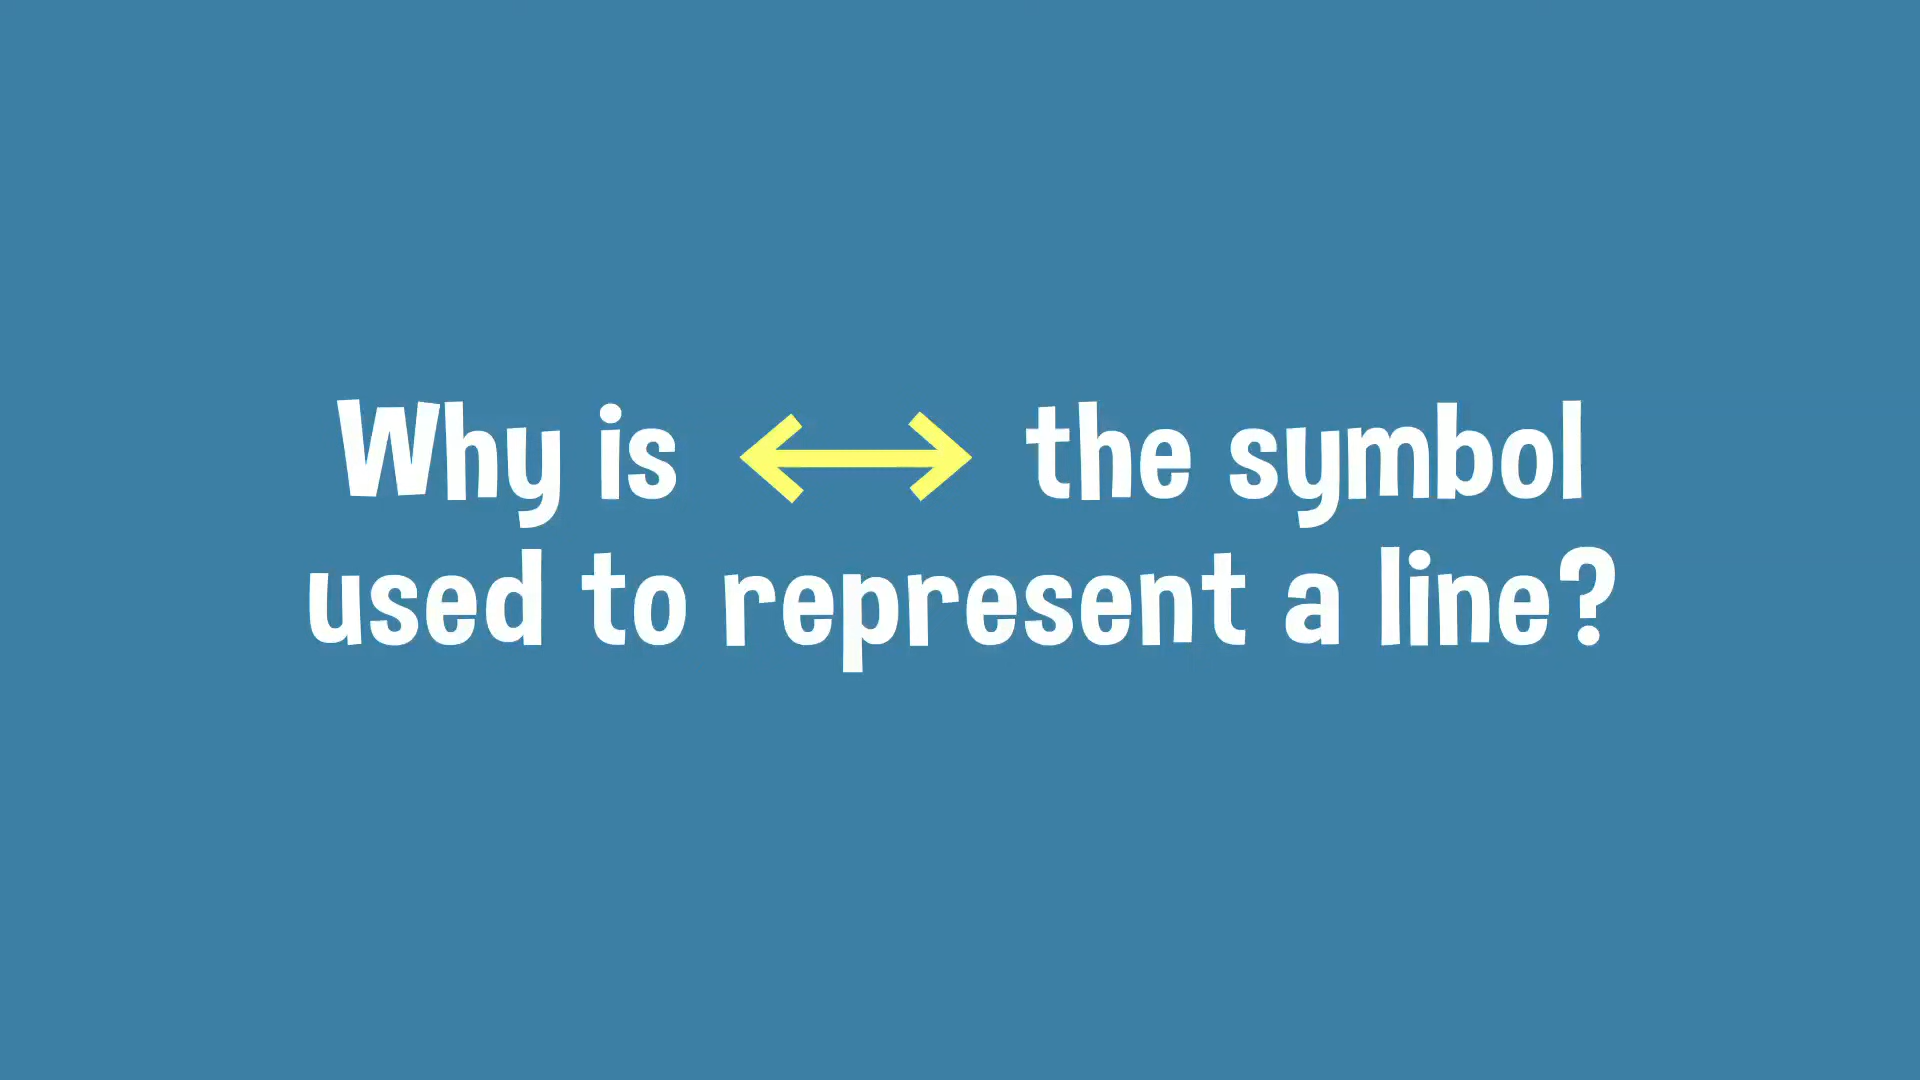 Why is ↔ the symbol
used to represent a line?